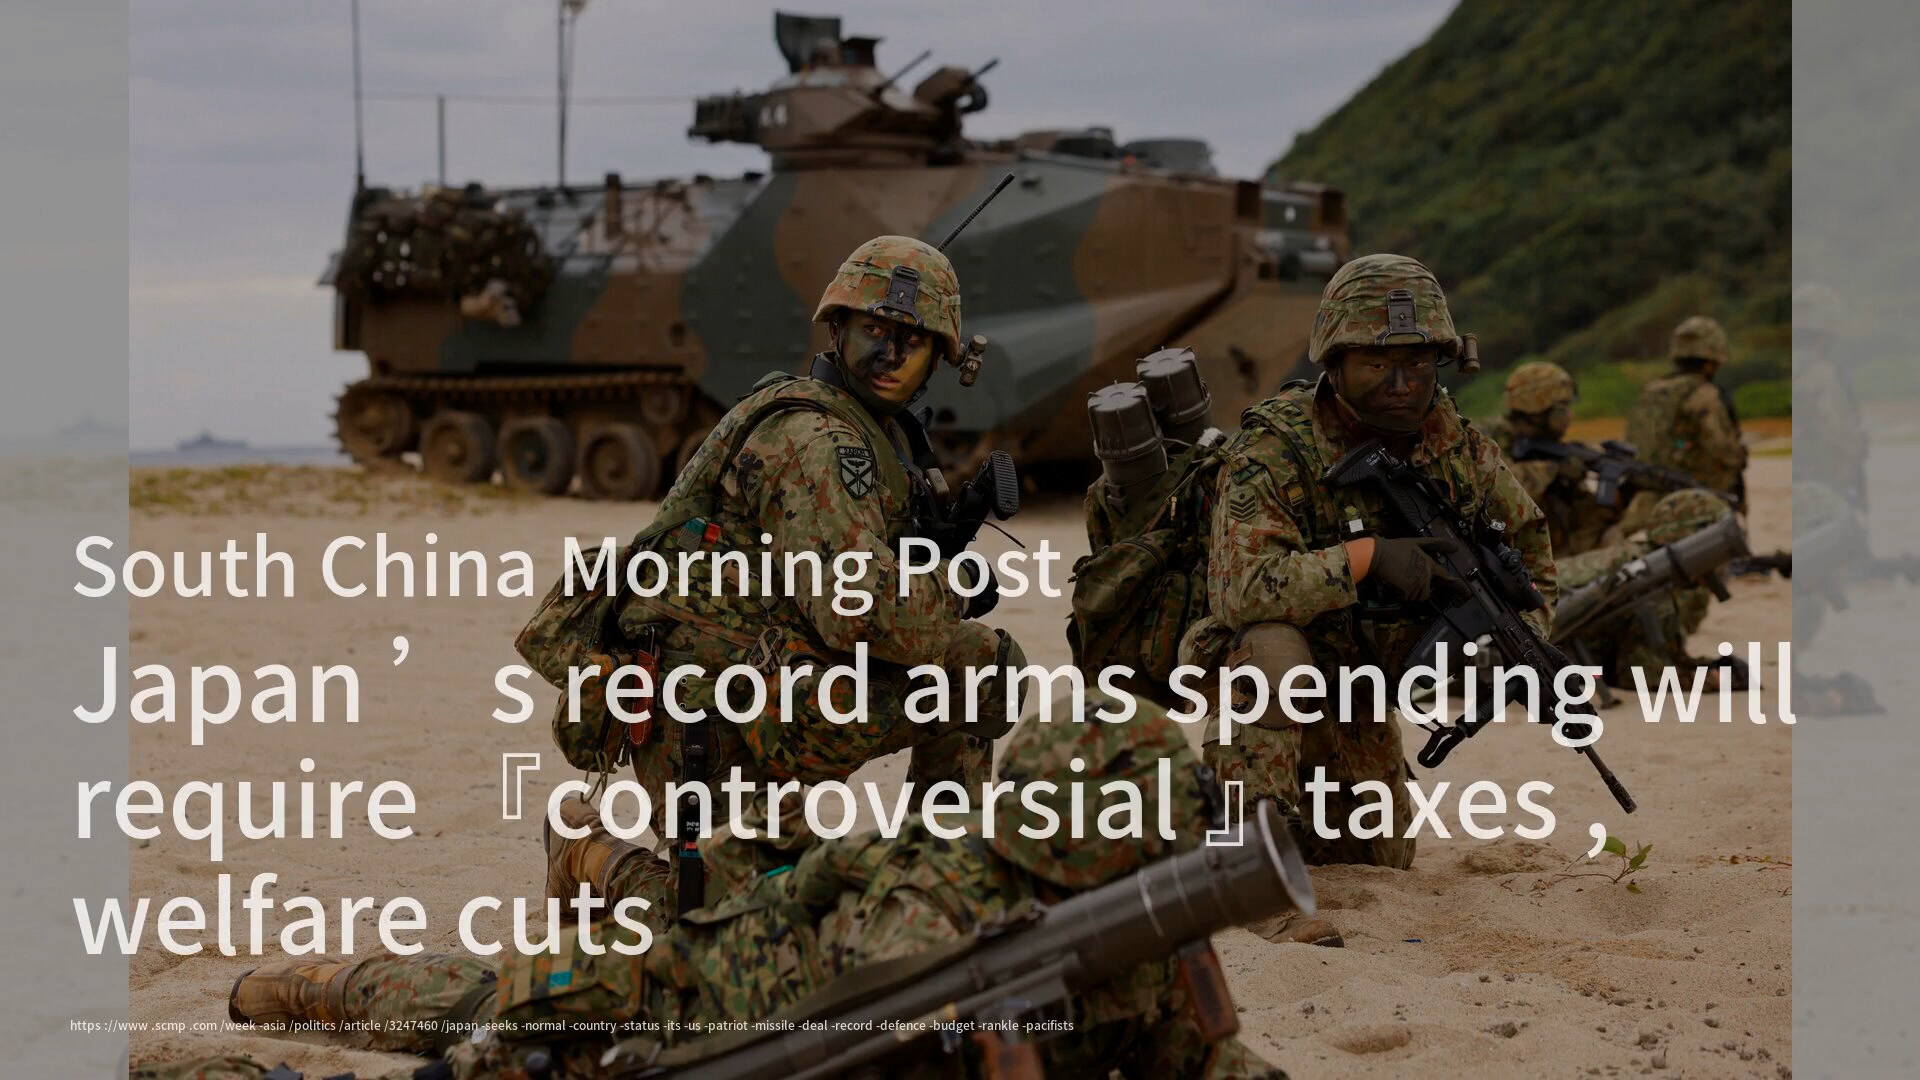 South China Morning Post
Japan’s record arms spending will
require『controversial』taxes,
welfare cuts
https://www.scmp.com/week-asia/politics/article/3247460/japan-seeks-normal-country-status-its-us-patriot-missile-deal-record-defence-budget-rankle-pacifists